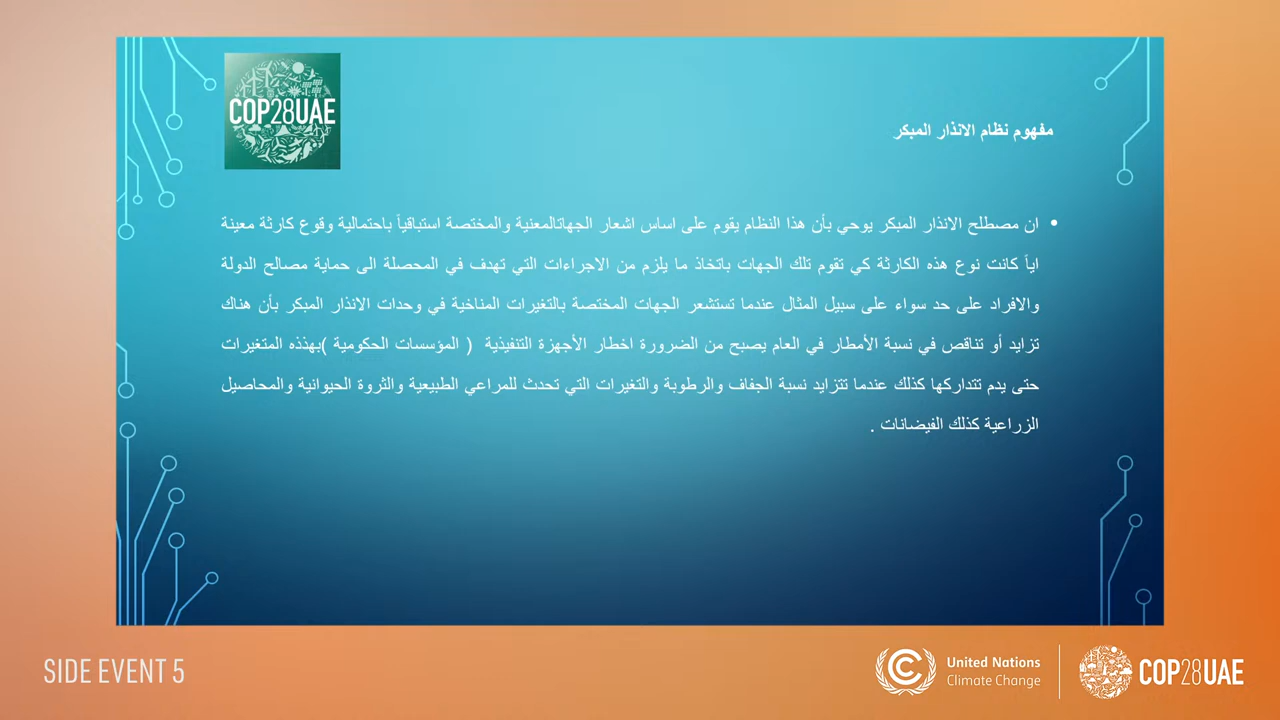 COP28UAE
مفهوم نظام الانذار المبكر
• ان مصطلح الانذار المبكر يوحي بأن هذا النظام يقوم على اساس اشعار الجهاتالمعنية والمختصة استباقياً باحتمالية وقوع كارثة معينة
اياً كانت نوع هذه الكارثة كي تقوم تلك الجهات باتخاذ ما يلزم من الاجراءات التي تهدف في المحصلة الى حماية مصالح الدولة
والافراد على حد سواء على سبيل المثال عندما تستشعر الجهات المختصة بالتغيرات المناخية في وحدات الانذار المبكر بأن هناك
تزايد أو تناقص في نسبة الأمطار في العام يصبح من الضرورة اخطار الأجهزة التنفيذية ( المؤسسات الحكومية )بهذذه المتغيرات
حتى يدم تتداركها كذلك عندما تتزايد نسبة الجفاف والرطوبة والتغيرات التي تحدث للمراعي الطبيعية والثروة الحيوانية والمحاصيل
الزراعية كذلك الفيضانات .
SIDE EVENT 5
United Nations
Climate Change
COP28UAE